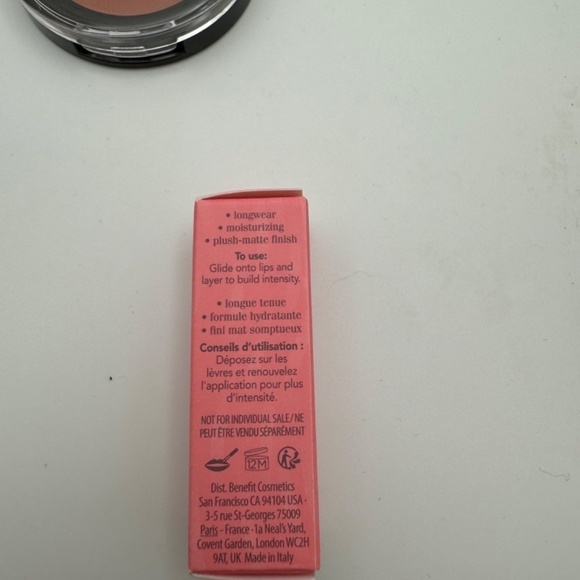 • longwear
• moisturizing
• plush-matte finish
To use:
Glide onto lips and
layer to build intensity.
• longue tenue
• formule hydratante
• fini mat somptueux
Conseils d'utilisation :
Déposez sur les
lèvres et renouvelez
l'application pour plus
d'intensité.
NOT FOR INDIVIDUAL SALE/NE
PEUT ÊTRE VENDU SÉPARÉMENT
12M
Dist. Benefit Cosmetics
San Francisco CA 94104 USA ·
3-5 rue St-Georges 75009
Paris - France ·1a Neal's Yard,
Covent Garden, London WC2H
9AT, UK Made in Italy